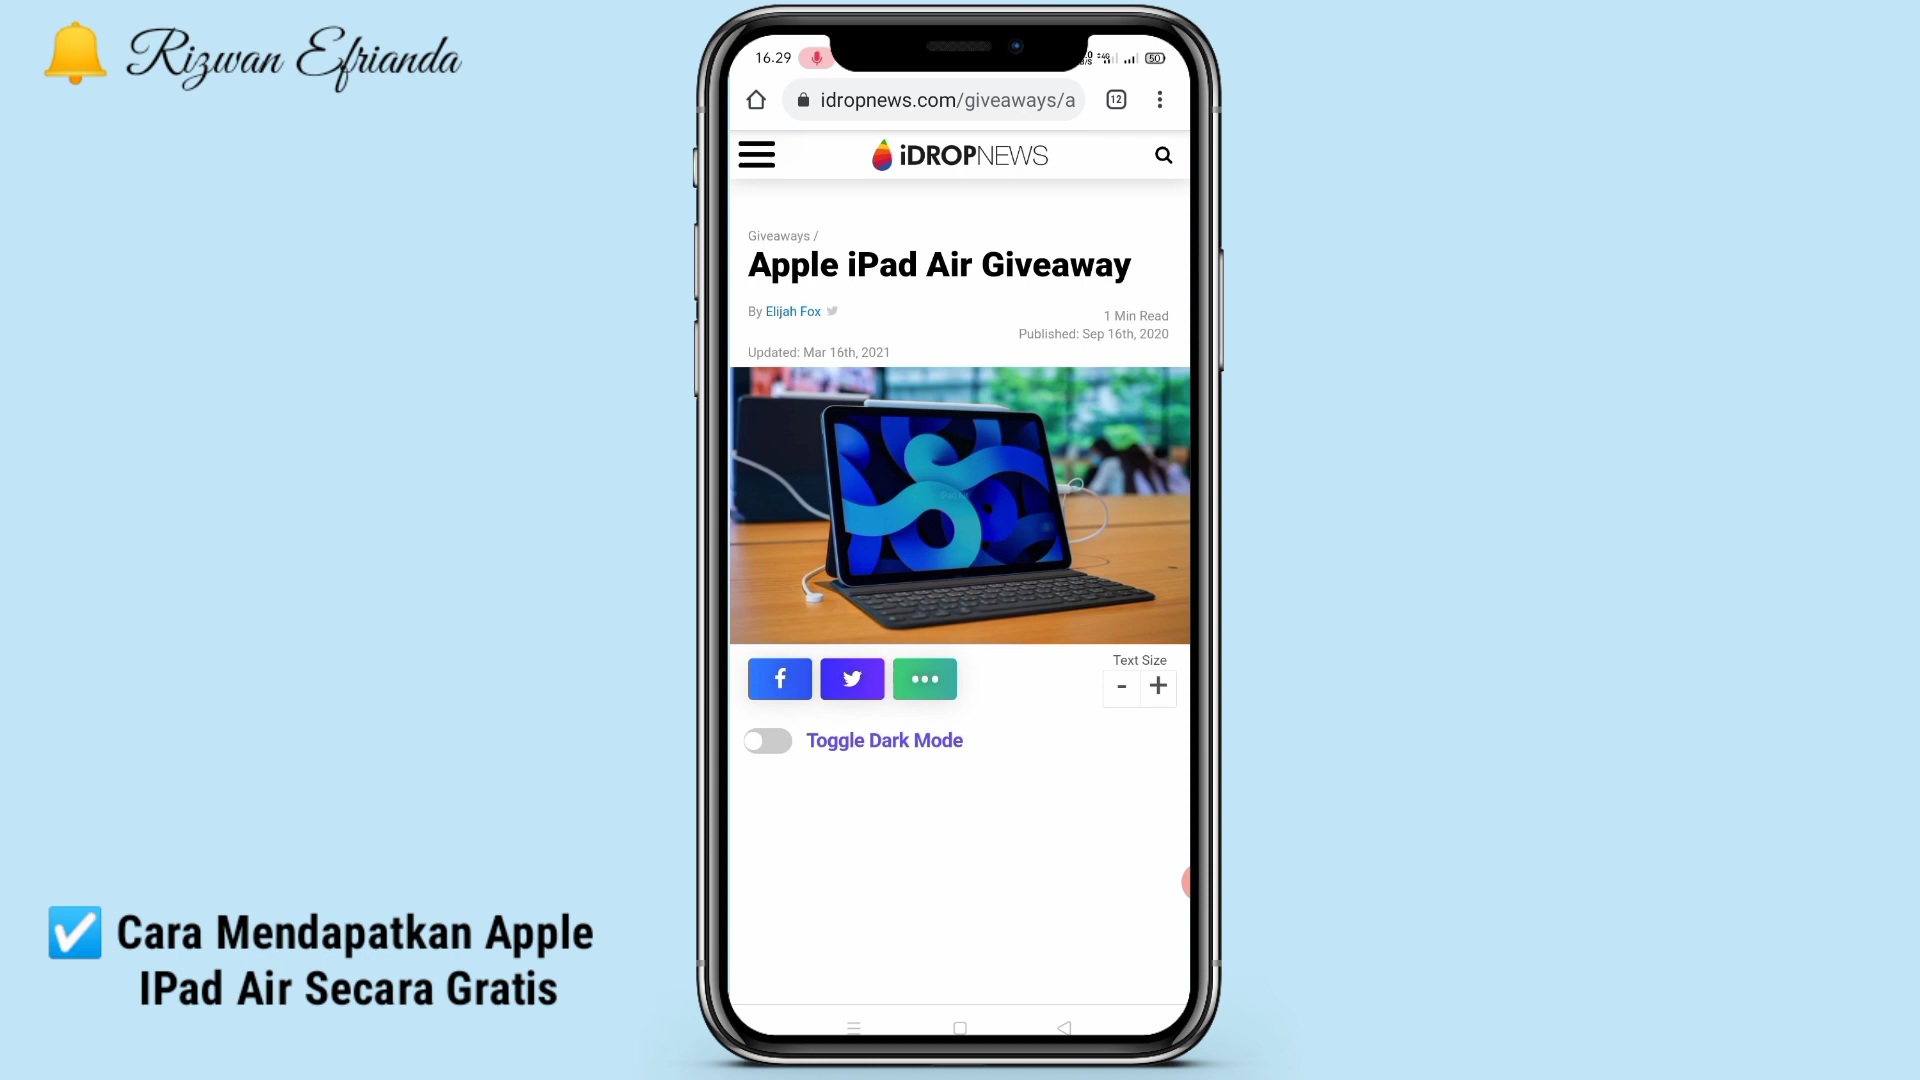 Rizwan Efrianda
16.29
50
idropnews.com/giveaways/a
12
iDROPNEWS
Giveaways /
Apple iPad Air Giveaway
By Elijah Fox
1 Min Read
Published: Sep 16th, 2020
Updated: Mar 16th, 2021
f
Text Size
- +
Toggle Dark Mode
Cara Mendapatkan Apple
IPad Air Secara Gratis